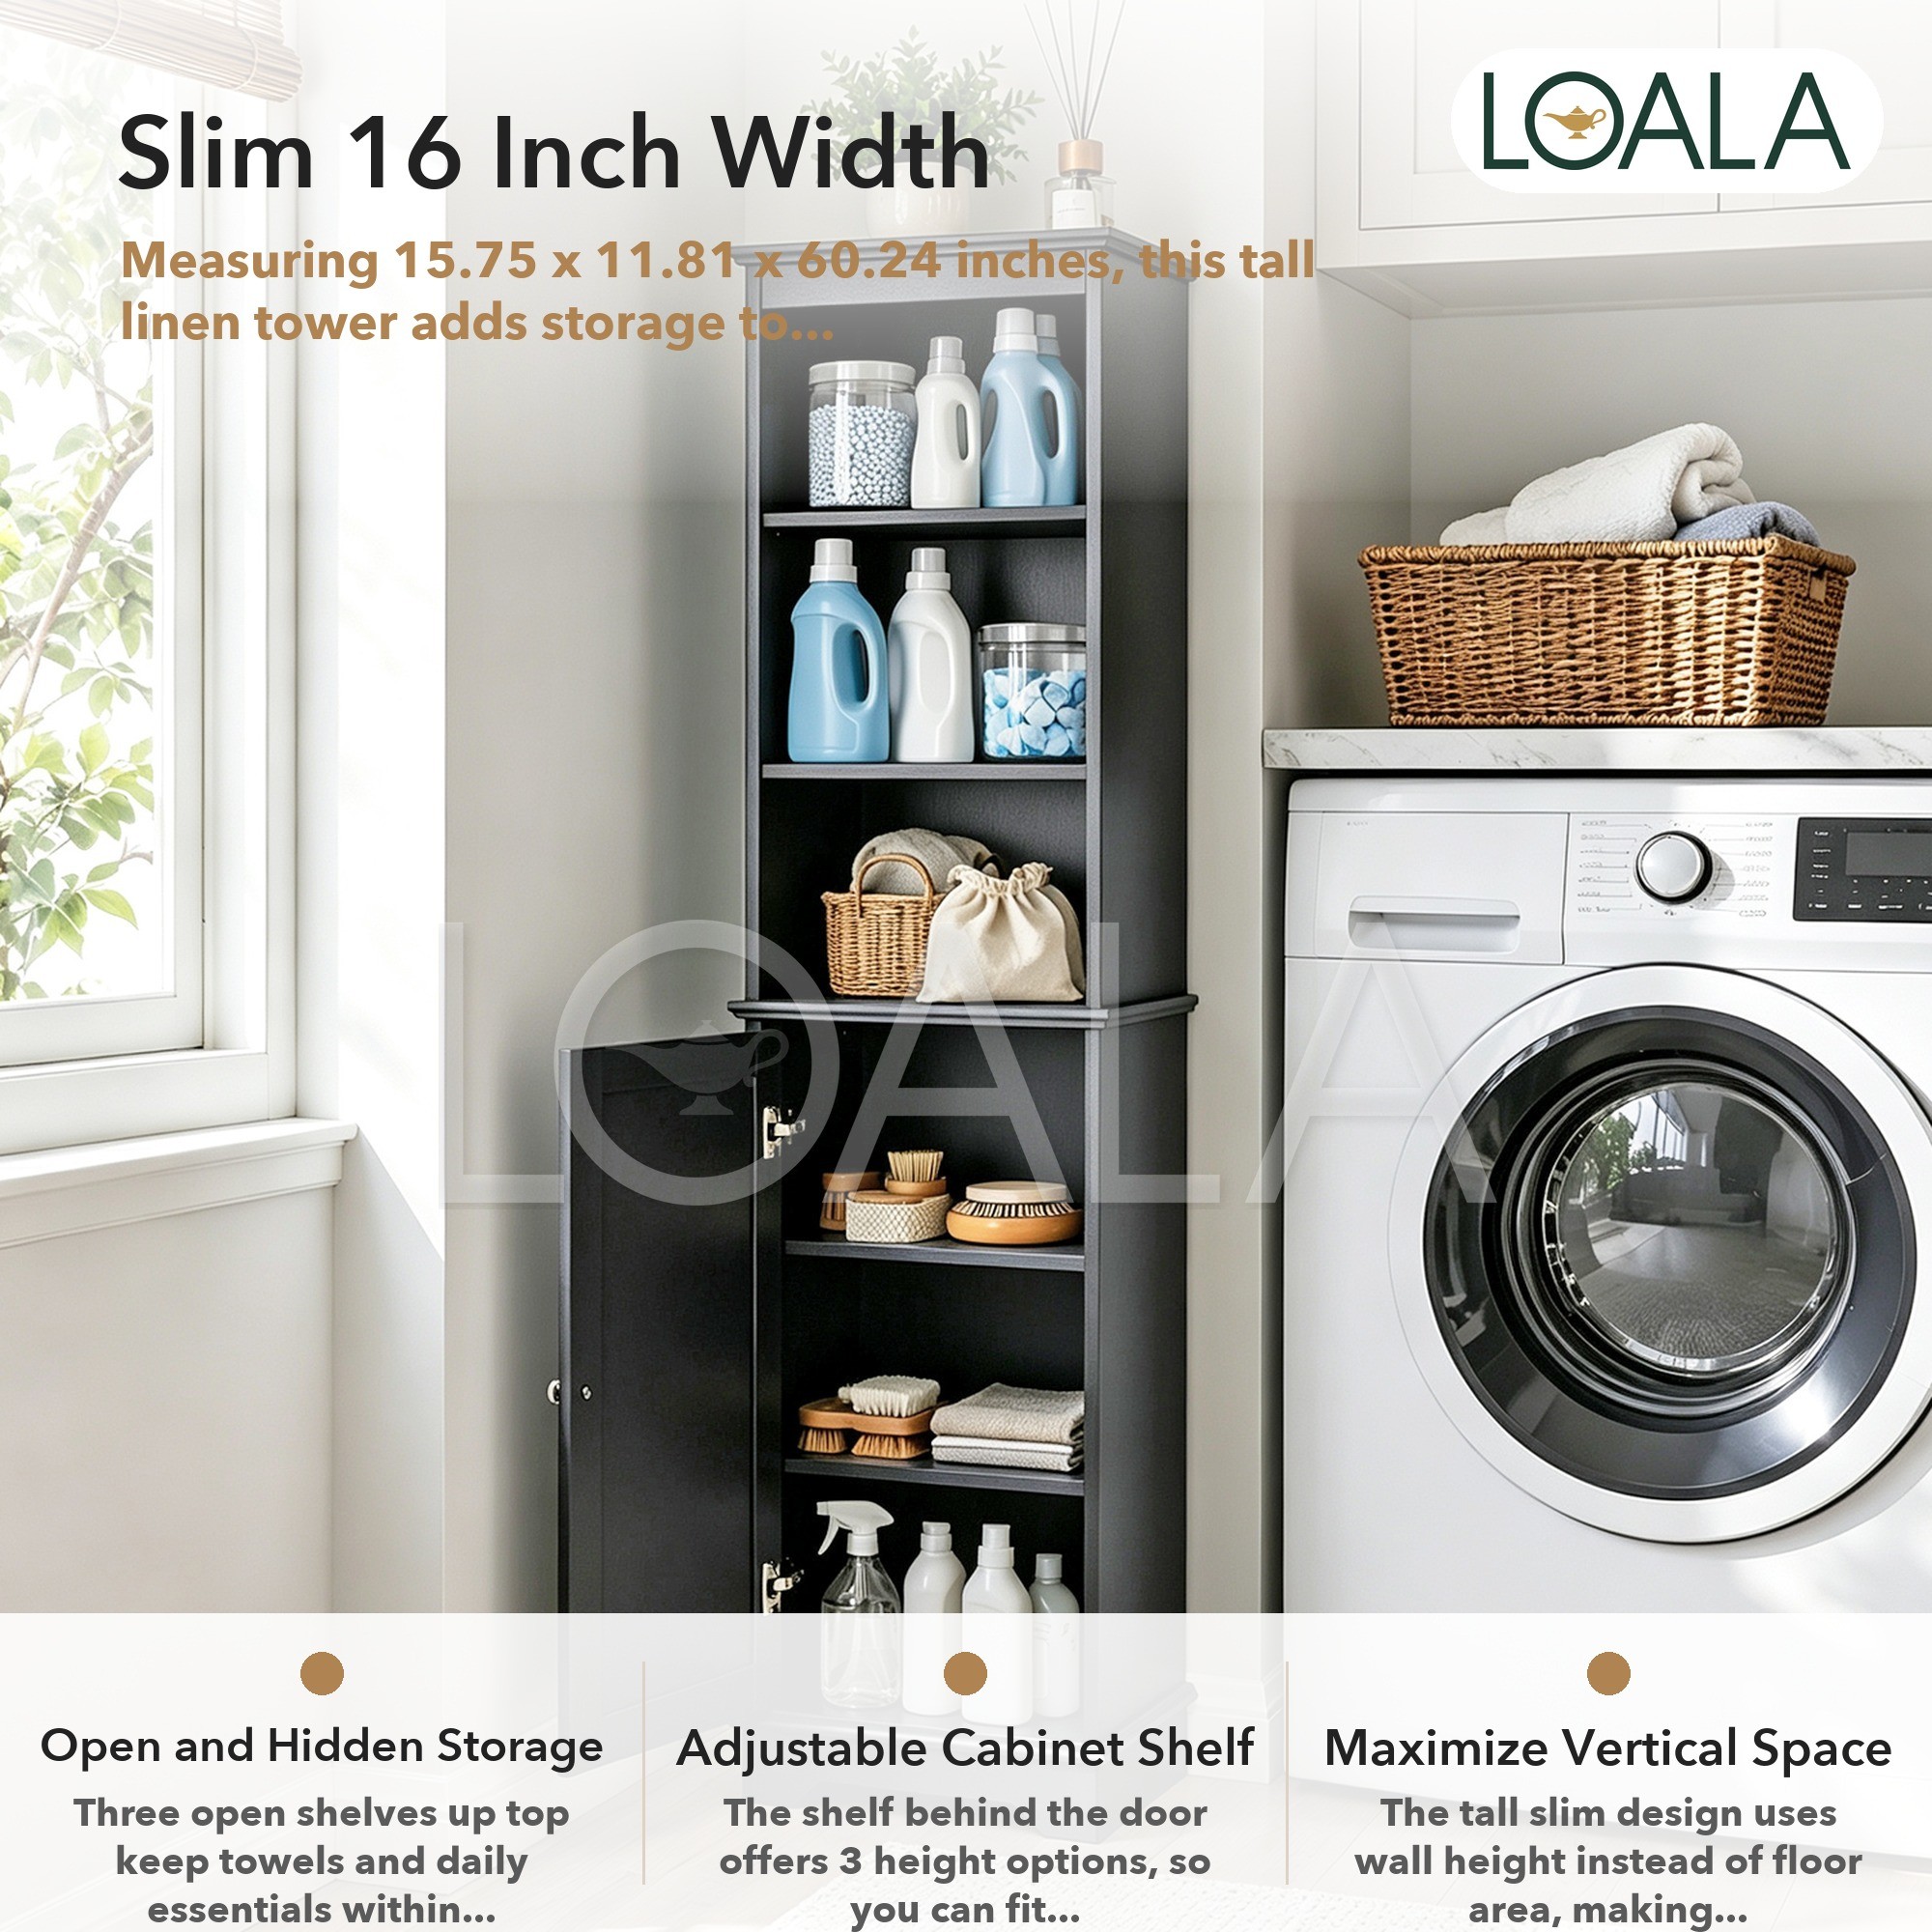 LOALA
Slim 16 Inch Width
Measuring 15.75 x 11.81 x 60.24 inches, this tall
linen tower adds storage to...
LOALA
Open and Hidden Storage
Three open shelves up top
keep towels and daily
essentials within...
Adjustable Cabinet Shelf
The shelf behind the door
offers 3 height options, so
you can fit...
Maximize Vertical Space
The tall slim design uses
wall height instead of floor
area, making...